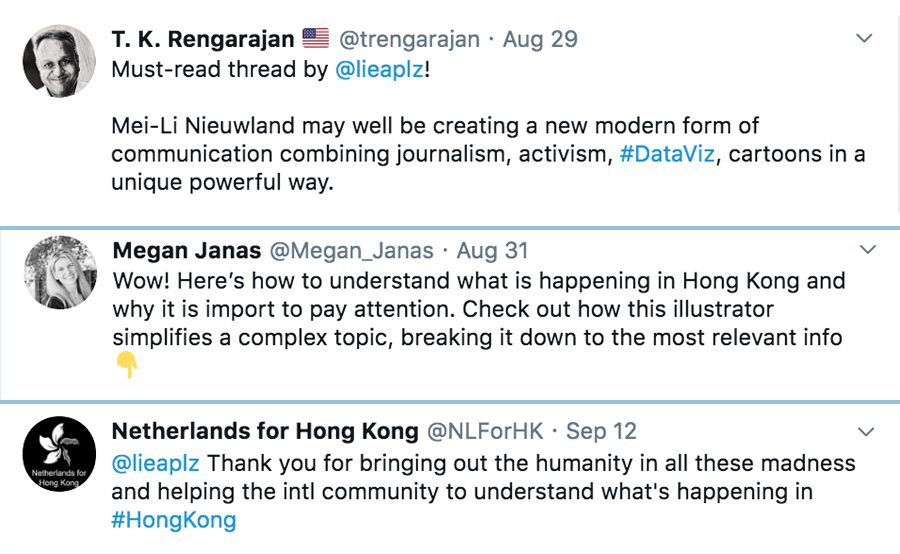 T. K. Rengarajan 🇺🇸 @trengarajan · Aug 29
Must-read thread by @lieaplz!
Mei-Li Nieuwland may well be creating a new modern form of
communication combining journalism, activism, #DataViz, cartoons in a
unique powerful way.
Megan Janas @Megan_Janas · Aug 31
Wow! Here's how to understand what is happening in Hong Kong and
why it is import to pay attention. Check out how this illustrator
simplifies a complex topic, breaking it down to the most relevant info
👇
Netherlands for Hong Kong @NLForHK · Sep 12
Netherlands for
Hong Kong
@lieaplz Thank you for bringing out the humanity in all these madness
and helping the intl community to understand what's happening in
#HongKong